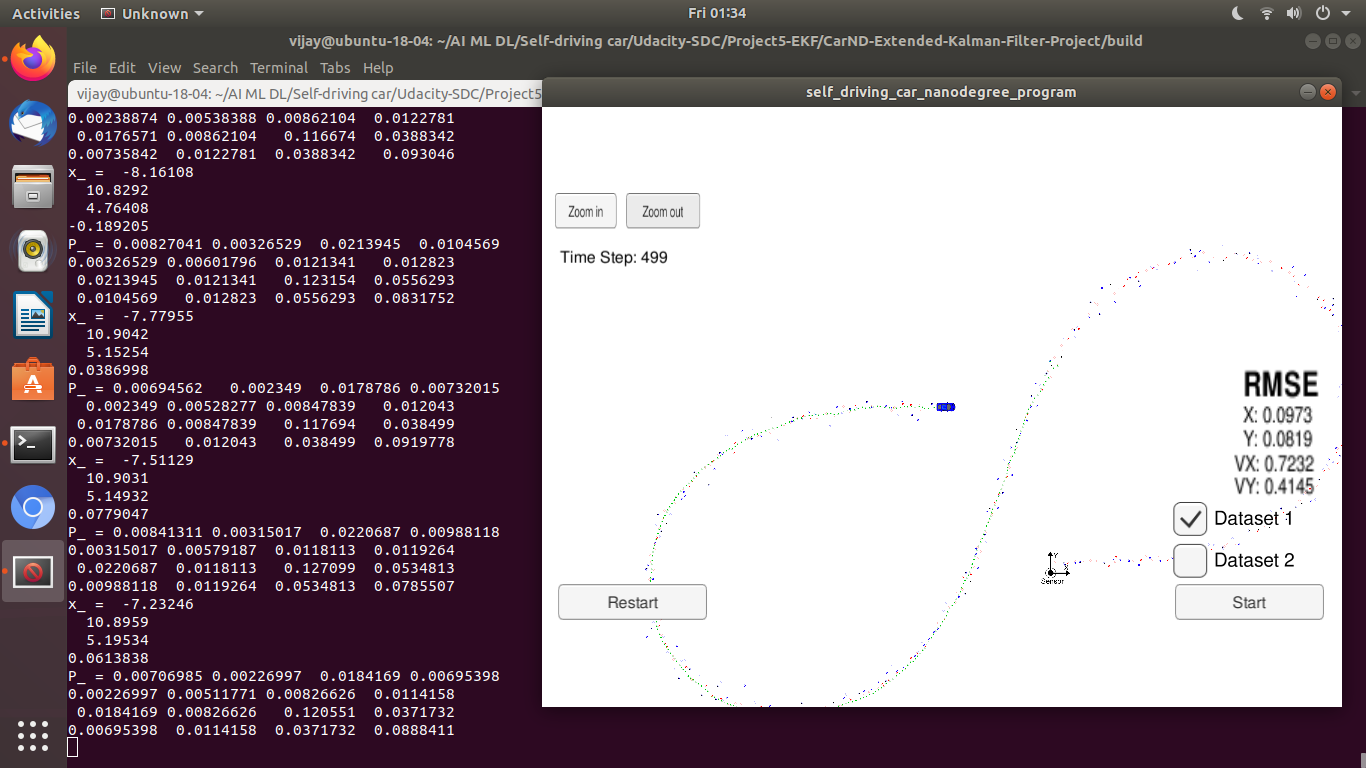 Activities
Unknown
Fri 01:34
vijay@ubuntu-18-04: ~/AI ML DL/Self-driving car/Udacity-SDC/Project5-EKF/CarND-Extended-Kalman-Filter-Project/build
File Edit View Search Terminal Tabs Help
vijay@ubuntu-18-04: ~/AI ML DL/Self-driving car/Udacity-SDC/Project5
0.00238874 0.00538388 0.00862104 0.0122781
0.0176571 0.00862104 0.116674 0.0388342
0.00735842 0.0122781 0.0388342 0.093046
x_ = -8.16108
10.8292
4.76408
-0.189205
P_ = 0.00827041 0.00326529 0.0213945 0.0104569
0.00326529 0.00601796 0.0121341 0.012823
0.0213945 0.0121341 0.123154 0.0556293
0.0104569 0.012823 0.0556293 0.0831752
x_ = -7.77955
10.9042
5.15254
0.0386998
P_ = 0.00694562 0.002349 0.0178786 0.00732015
0.002349 0.00528277 0.00847839 0.012043
0.0178786 0.00847839 0.117694 0.038499
0.00732015 0.012043 0.038499 0.0919778
x_ = -7.51129
10.9031
5.14932
0.0779047
P_ = 0.00841311 0.00315017 0.0220687 0.00988118
0.00315017 0.00579187 0.0118113 0.0119264
0.0220687 0.0118113 0.127099 0.0534813
0.00988118 0.0119264 0.0534813 0.0785507
x_ = -7.23246
10.8959
5.19534
0.0613838
P_ = 0.00706985 0.00226997 0.0184169 0.00695398
0.00226997 0.00511771 0.00826626 0.0114158
0.0184169 0.00826626 0.120551 0.0371732
0.00695398 0.0114158 0.0371732 0.0888411
self_driving_car_nanodegree_program
Zoom in
Zoom out
Time Step: 499
RMSE
X: 0.0973
Y: 0.0819
VX: 0.7232
VY: 0.4145
Dataset 1
Dataset 2
Y
X
Sensor
Restart
Start